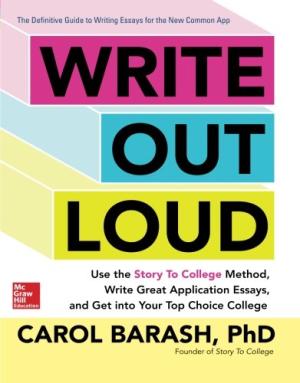 The Definitive Guide to Writing Essays for the New Common App
WRITE
OUT
LOUD
Use the Story To College Method,
Write Great Application Essays,
and Get into Your Top Choice College
Mc
Graw
Hill
Education
CAROL BARASH, PhD
Founder of Story To College